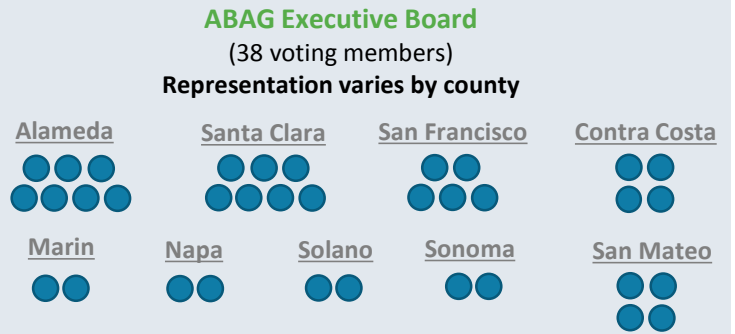 ABAG Executive Board
(38 voting members)
Representation varies by county
Alameda
Santa Clara
San Francisco
Contra Costa
Marin
Napa
Solano
Sonoma
San Mateo